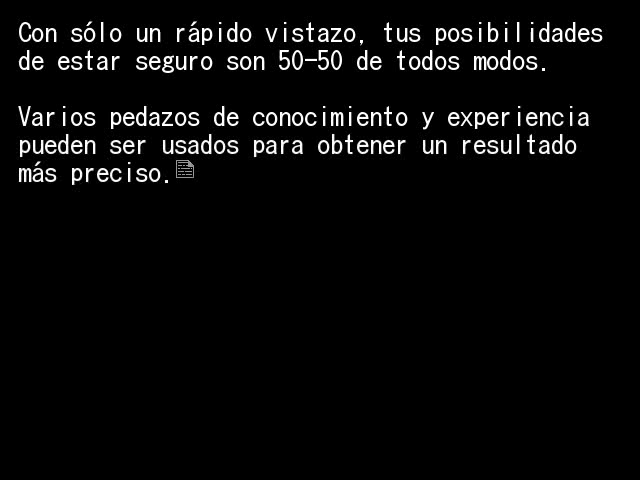 Con sólo un rápido vistazo, tus posibilidades
de estar seguro son 50-50 de todos modos.
Varios pedazos de conocimiento y experiencia
pueden ser usados para obtener un resultado
más preciso.